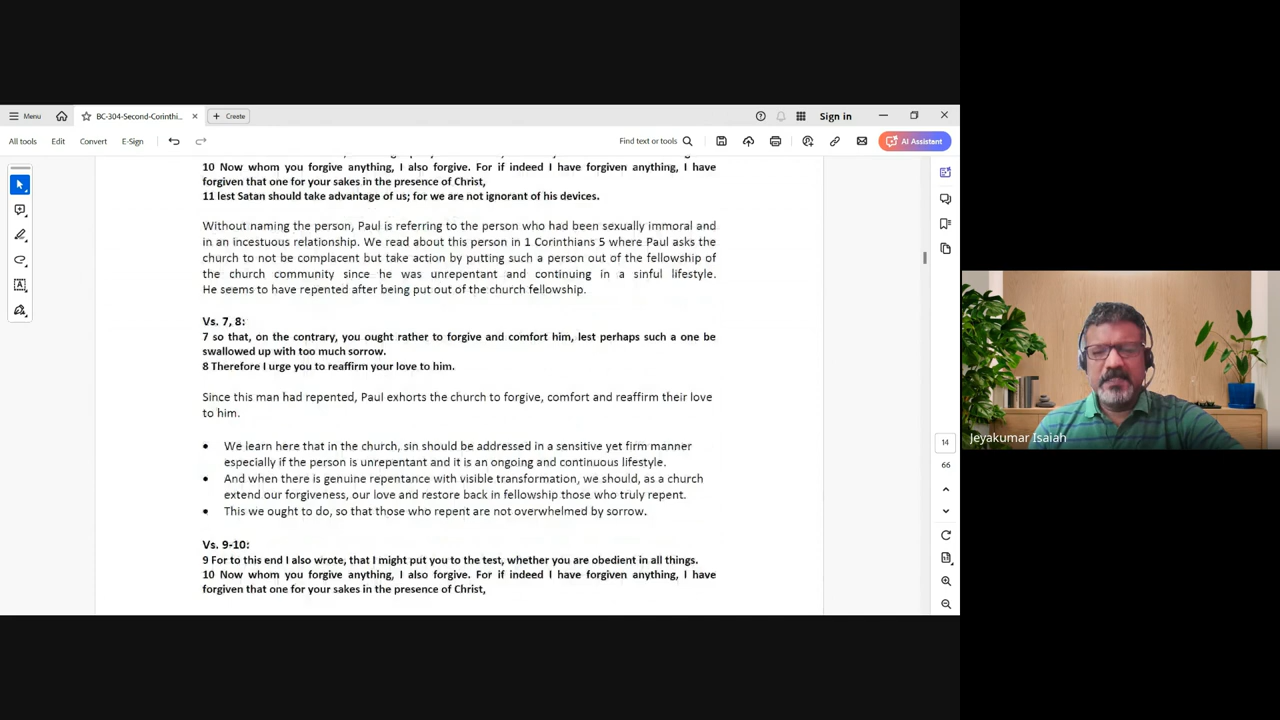 Menu
BC-304-Second-Corinthi...
Create
Sign in
All tools
Edit
Convert
E-Sign
Find text or tools
AI Assistant
10 Now whom you forgive anything, I also forgive. For if indeed I have forgiven anything, I have
forgiven that one for your sakes in the presence of Christ,
11 lest Satan should take advantage of us; for we are not ignorant of his devices.
Without naming the person, Paul is referring to the person who had been sexually immoral and
in an incestuous relationship. We read about this person in 1 Corinthians 5 where Paul asks the
church to not be complacent but take action by putting such a person out of the fellowship of
the church community since he was unrepentant and continuing in a sinful lifestyle.
He seems to have repented after being put out of the church fellowship.
Vs. 7, 8:
7 so that, on the contrary, you ought rather to forgive and comfort him, lest perhaps such a one be
swallowed up with too much sorrow.
8 Therefore I urge you to reaffirm your love to him.
Since this man had repented, Paul exhorts the church to forgive, comfort and reaffirm their love
to him.
• We learn here that in the church, sin should be addressed in a sensitive yet firm manner
especially if the person is unrepentant and it is an ongoing and continuous lifestyle.
• And when there is genuine repentance with visible transformation, we should, as a church
extend our forgiveness, our love and restore back in fellowship those who truly repent.
• This we ought to do, so that those who repent are not overwhelmed by sorrow.
Vs. 9-10:
9 For to this end I also wrote, that I might put you to the test, whether you are obedient in all things.
10 Now whom you forgive anything, I also forgive. For if indeed I have forgiven anything, I have
forgiven that one for your sakes in the presence of Christ,
14
66
Jeyakumar Isaiah